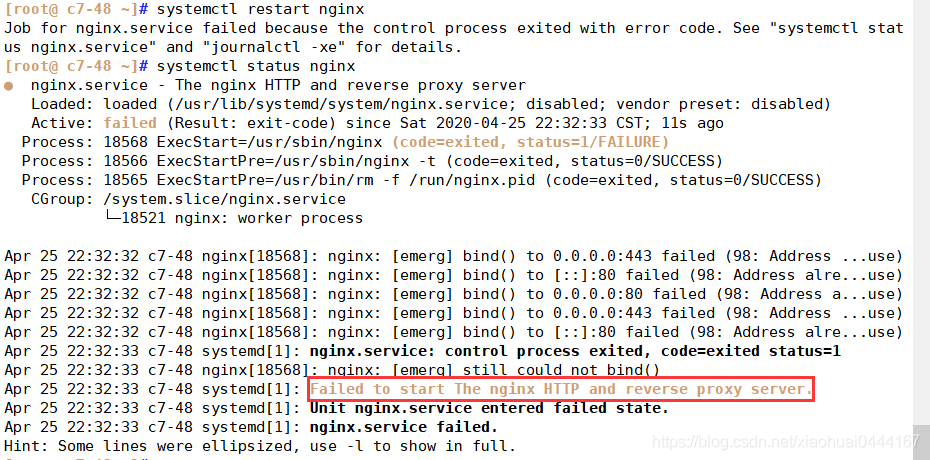 [root@ c7-48 ~]# systemctl restart nginx
Job for nginx.service failed because the control process exited with error code. See "systemctl stat
us nginx.service" and "journalctl -xe" for details.
[root@ c7-48 ~]# systemctl status nginx
● nginx.service - The nginx HTTP and reverse proxy server
   Loaded: loaded (/usr/lib/systemd/system/nginx.service; disabled; vendor preset: disabled)
   Active: failed (Result: exit-code) since Sat 2020-04-25 22:32:33 CST; 11s ago
  Process: 18568 ExecStart=/usr/sbin/nginx (code=exited, status=1/FAILURE)
  Process: 18566 ExecStartPre=/usr/sbin/nginx -t (code=exited, status=0/SUCCESS)
  Process: 18565 ExecStartPre=/usr/bin/rm -f /run/nginx.pid (code=exited, status=0/SUCCESS)
   CGroup: /system.slice/nginx.service
           └─18521 nginx: worker process
Apr 25 22:32:32 c7-48 nginx[18568]: nginx: [emerg] bind() to 0.0.0.0:443 failed (98: Address ...use)
Apr 25 22:32:32 c7-48 nginx[18568]: nginx: [emerg] bind() to [::]:80 failed (98: Address alre...use)
Apr 25 22:32:32 c7-48 nginx[18568]: nginx: [emerg] bind() to 0.0.0.0:80 failed (98: Address a...use)
Apr 25 22:32:32 c7-48 nginx[18568]: nginx: [emerg] bind() to 0.0.0.0:443 failed (98: Address ...use)
Apr 25 22:32:32 c7-48 nginx[18568]: nginx: [emerg] bind() to [::]:80 failed (98: Address alre...use)
Apr 25 22:32:33 c7-48 systemd[1]: nginx.service: control process exited, code=exited status=1
Apr 25 22:32:33 c7-48 nginx[18568]: nginx: [emerg] still could not bind()
Apr 25 22:32:33 c7-48 systemd[1]: Failed to start The nginx HTTP and reverse proxy server.
Apr 25 22:32:33 c7-48 systemd[1]: Unit nginx.service entered failed state.
Apr 25 22:32:33 c7-48 systemd[1]: nginx.service failed.
Hint: Some lines were ellipsized, use -l to show in full.
https://blog.csdn.net/xiaohuai0444167